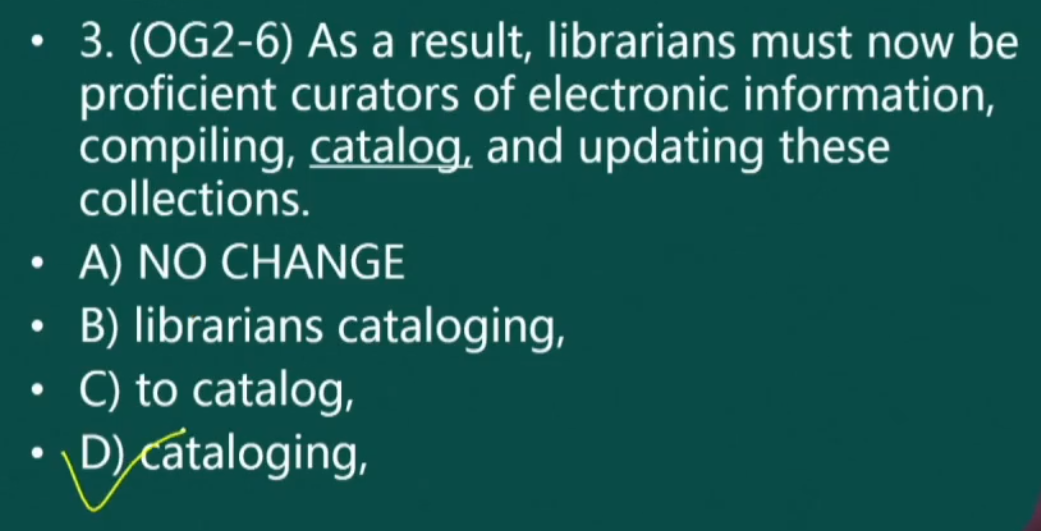 • 3. (OG2-6) As a result, librarians must now be
proficient curators of electronic information,
compiling, catalog, and updating these
collections.
• A) NO CHANGE
• B) librarians cataloging,
• C) to catalog,
• D) cataloging,